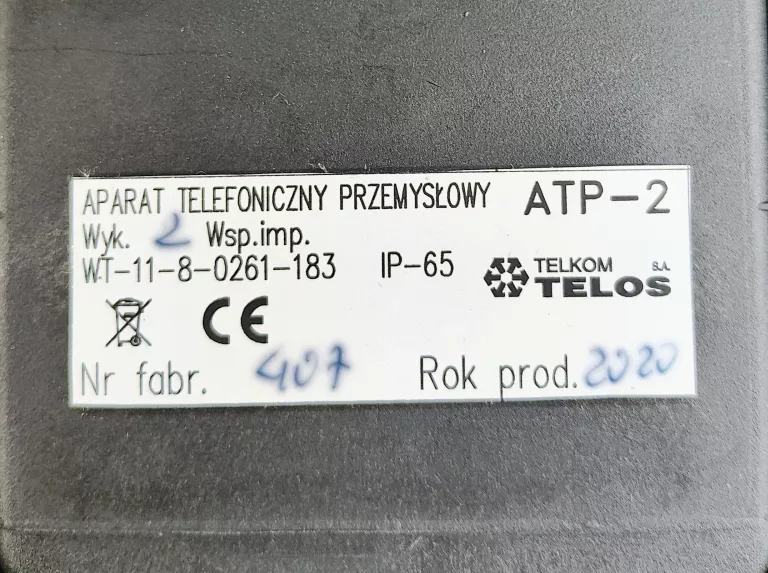 APARAT TELEFONICZNY PRZEMYSŁOWY ATP-2
Wyk. 2 Wsp.imp.
WT-11-8-0261-183 IP-65 TELKOM S.A.
TELOS
CE
Nr fabr. 407 Rok prod. 2020